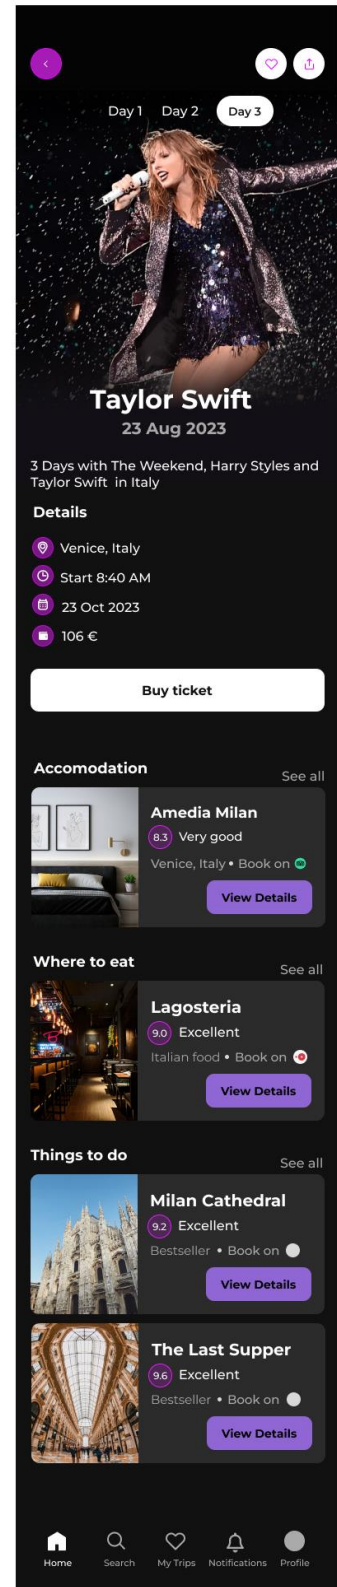 Day 1 Day 2 Day 3
Taylor Swift
23 Aug 2023
3 Days with The Weekend, Harry Styles and
Taylor Swift in Italy
Details
Venice, Italy
Start 8:40 AM
23 Oct 2023
106 €
Buy ticket
Accomodation
See all
Amedia Milan
8.3 Very good
Venice, Italy • Book on
View Details
Where to eat
See all
Lagosteria
9.0 Excellent
Italian food • Book on
View Details
Things to do
See all
Milan Cathedral
9.2 Excellent
Bestseller • Book on
View Details
The Last Supper
9.6 Excellent
Bestseller • Book on
View Details
Home Search My Trips Notifications Profile